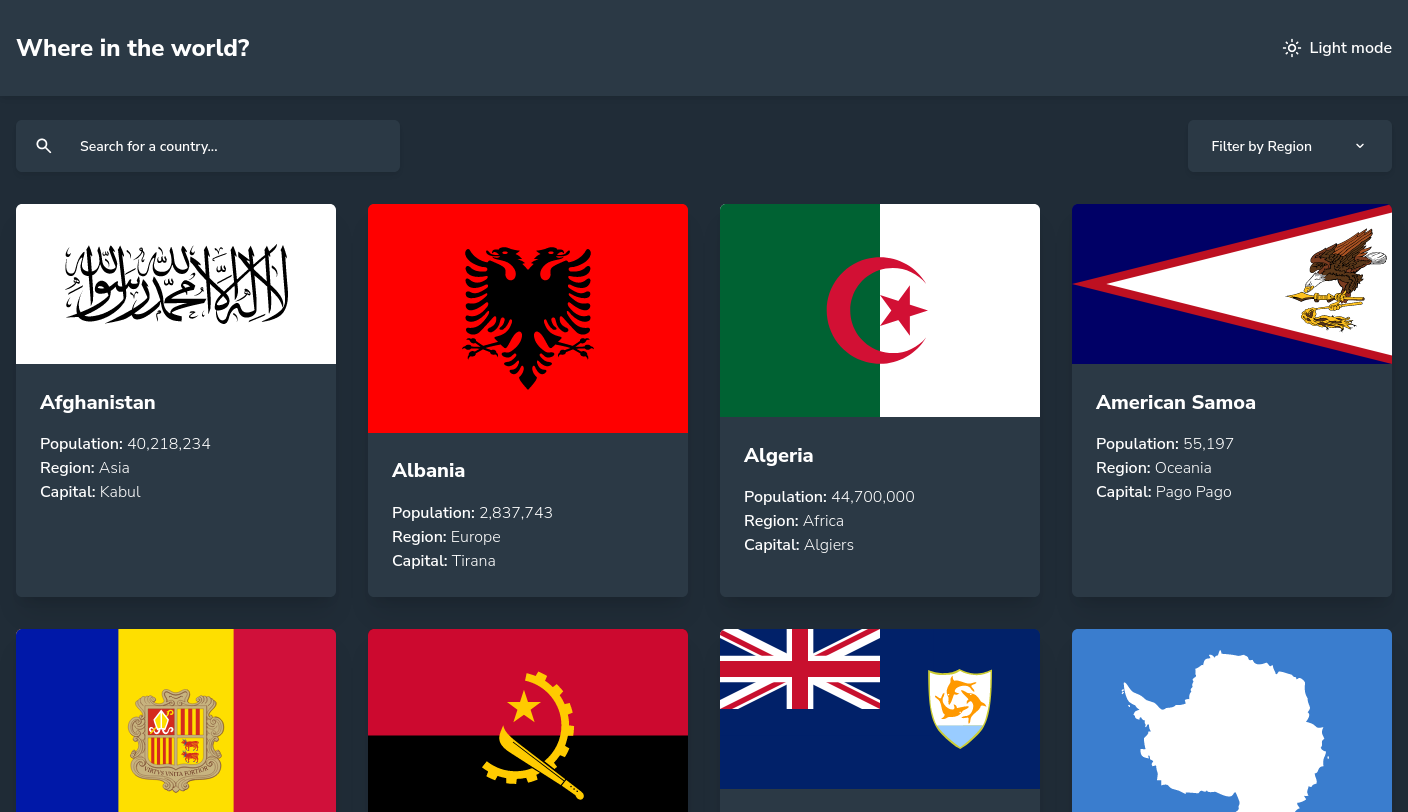 Where in the world?
Light mode
Search for a country...
Filter by Region
لا إله إلا الله محمد رسول الله
Afghanistan
Population: 40,218,234
Region: Asia
Capital: Kabul
Albania
Population: 2,837,743
Region: Europe
Capital: Tirana
Algeria
Population: 44,700,000
Region: Africa
Capital: Algiers
American Samoa
Population: 55,197
Region: Oceania
Capital: Pago Pago
VIRTVS VNITA FORTIOR